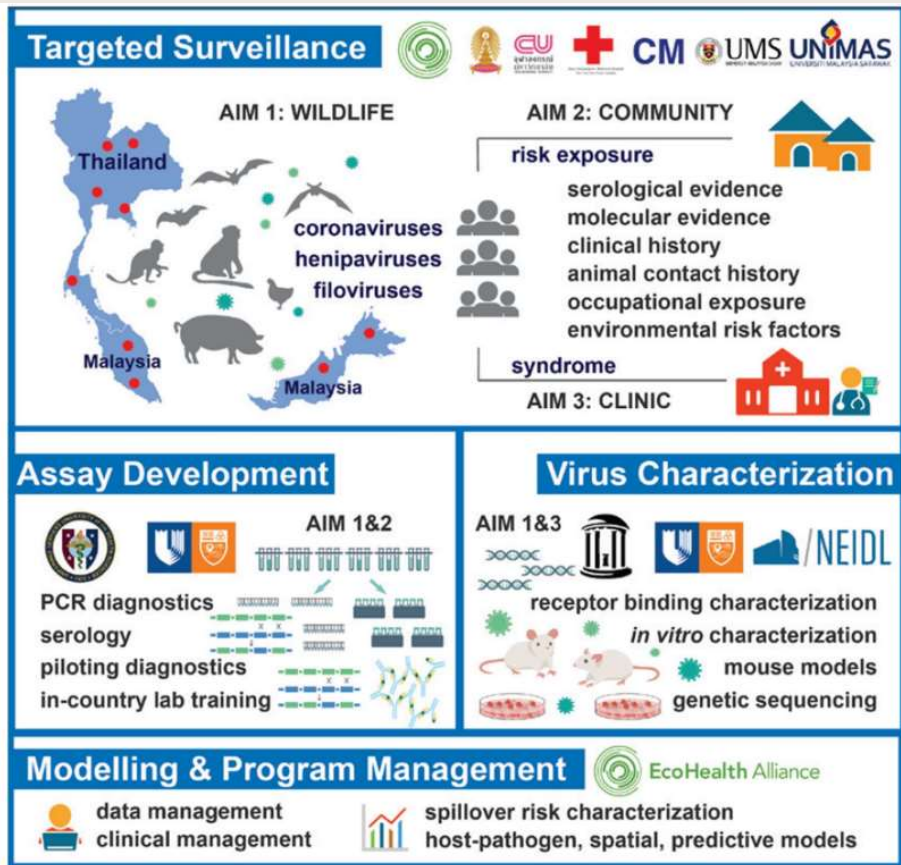 Targeted Surveillance
CU
CM
UMS
UNIMAS
UNIVERSITI MALAYSIA SARAWAK
AIM 1: WILDLIFE
AIM 2: COMMUNITY
Thailand
risk exposure
serological evidence
molecular evidence
coronaviruses
henipaviruses
filoviruses
clinical history
animal contact history
occupational exposure
environmental risk factors
Malaysia
Malaysia
syndrome
AIM 3: CLINIC
Assay Development
AIM 1&2
PCR diagnostics
serology
piloting diagnostics
in-country lab training
Virus Characterization
AIM 1&3
/NEIDL
receptor binding characterization
in vitro characterization
mouse models
genetic sequencing
Modelling & Program Management
EcoHealth Alliance
data management
clinical management
spillover risk characterization
host-pathogen, spatial, predictive models